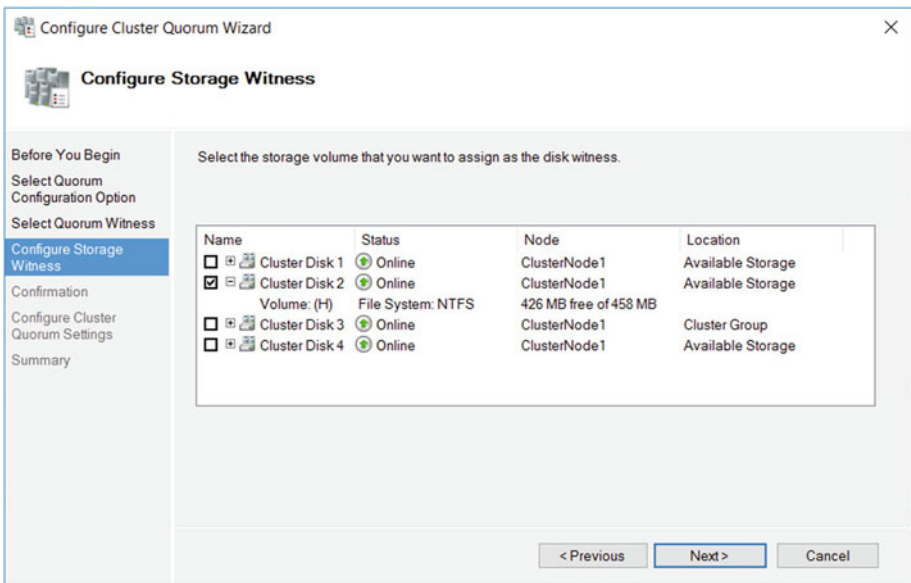 Configure Cluster Quorum Wizard
Configure Storage Witness
Before You Begin
Select Quorum
Configuration Option
Select Quorum Witness
Configure Storage
Witness
Confirmation
Configure Cluster
Quorum Settings
Summary
Select the storage volume that you want to assign as the disk witness.
Name Status Node Location
Cluster Disk 1 Online ClusterNode1 Available Storage
Cluster Disk 2 Online ClusterNode1 Available Storage
Volume: (H) File System: NTFS 426 MB free of 458 MB
Cluster Disk 3 Online ClusterNode1 Cluster Group
Cluster Disk 4 Online ClusterNode1 Available Storage
< Previous Next > Cancel